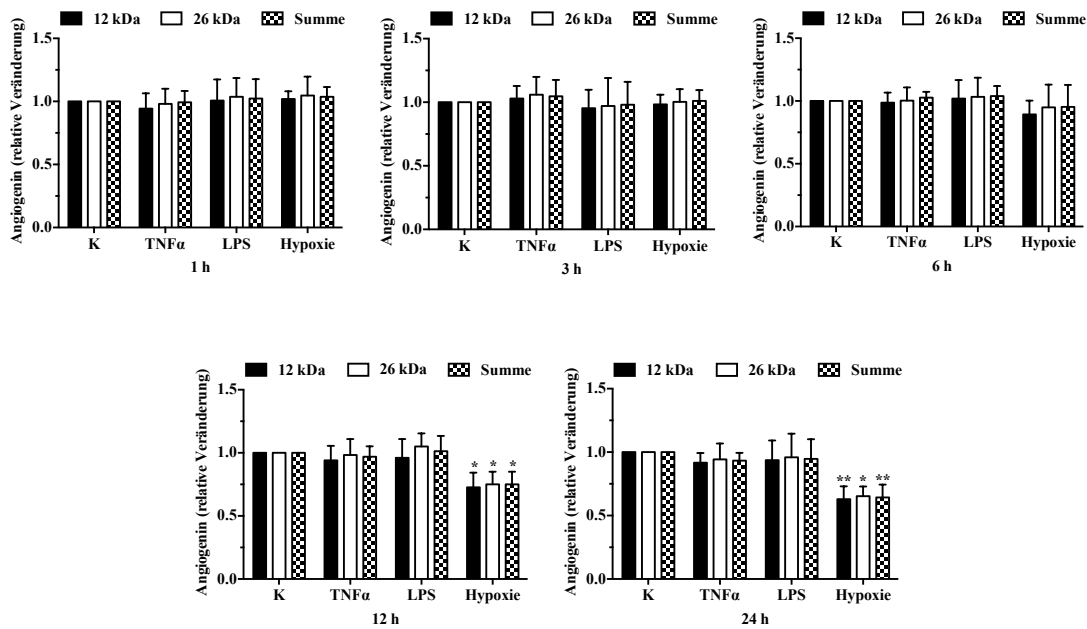 12 kDa 26 kDa Summe
Angiogenin (relative Veränderung)
1.5
1.0
0.5
0.0
K TNFα LPS Hypoxie
1 h
12 kDa 26 kDa Summe
Angiogenin (relative Veränderung)
1.5
1.0
0.5
0.0
K TNFα LPS Hypoxie
3 h
12 kDa 26 kDa Summe
Angiogenin (relative Veränderung)
1.5
1.0
0.5
0.0
K TNFα LPS Hypoxie
6 h
12 kDa 26 kDa Summe
Angiogenin (relative Veränderung)
1.5
1.0
0.5
0.0
* * *
K TNFα LPS Hypoxie
12 h
12 kDa 26 kDa Summe
Angiogenin (relative Veränderung)
1.5
1.0
0.5
0.0
** * **
K TNFα LPS Hypoxie
24 h